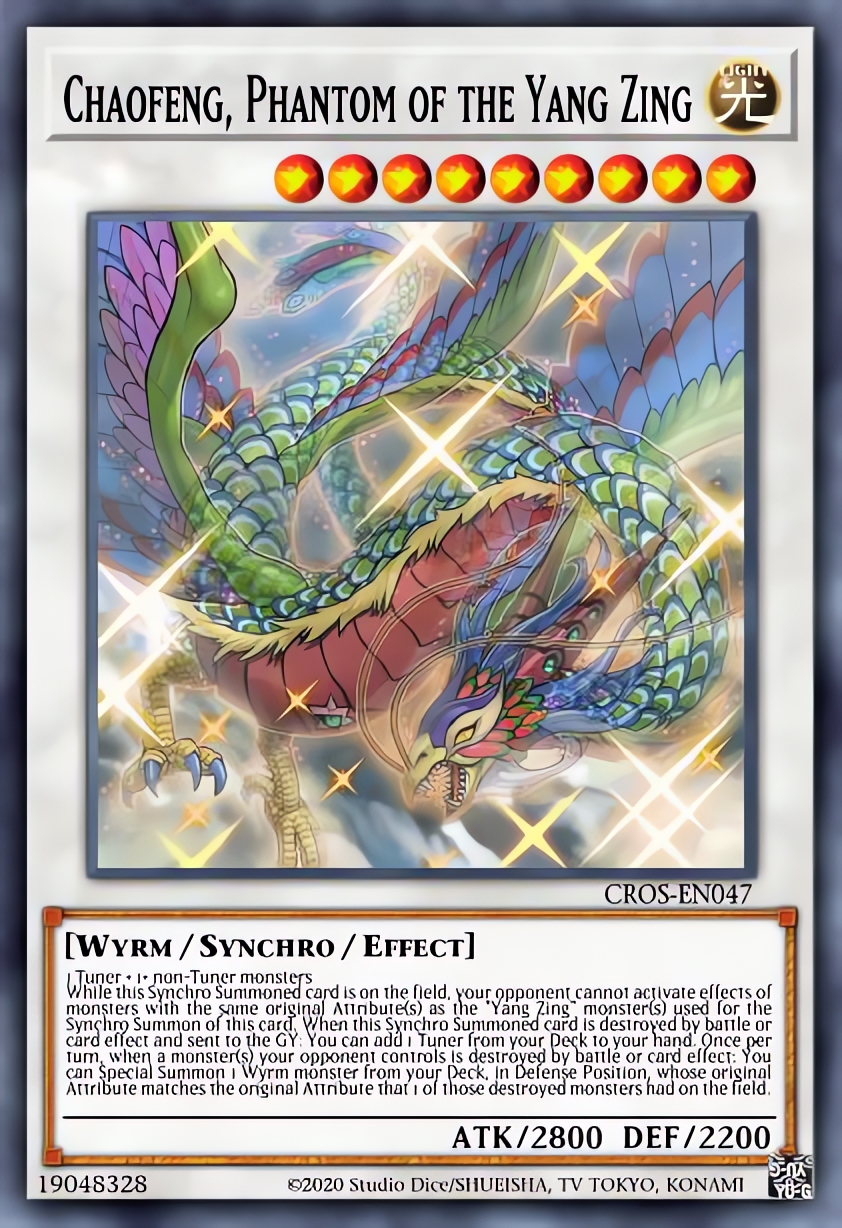 Chaofeng, Phantom of the Yang Zing
LIGHT
光
CROS-EN047
[Wyrm / Synchro / Effect]
1 Tuner + 1+ non-Tuner monsters
While this Synchro Summoned card is on the field, your opponent cannot activate effects of
monsters with the same original Attribute(s) as the "Yang Zing" monster(s) used for the
Synchro Summon of this card. When this Synchro Summoned card is destroyed by battle or
card effect and sent to the GY: You can add 1 Tuner from your Deck to your hand. Once per
turn, when a monster(s) your opponent controls is destroyed by battle or card effect: You
can Special Summon 1 Wyrm monster from your Deck, in Defense Position, whose original
Attribute matches the original Attribute that 1 of those destroyed monsters had on the field.
ATK/2800 DEF/2200
19048328
©2020 Studio Dice/SHUEISHA, TV TOKYO, KONAMI